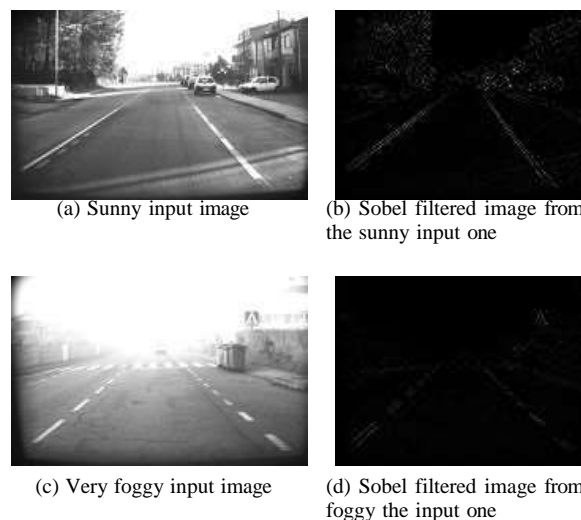 (a) Sunny input image
(b) Sobel filtered image from
the sunny input one
(c) Very foggy input image
(d) Sobel filtered image from
foggy the input one